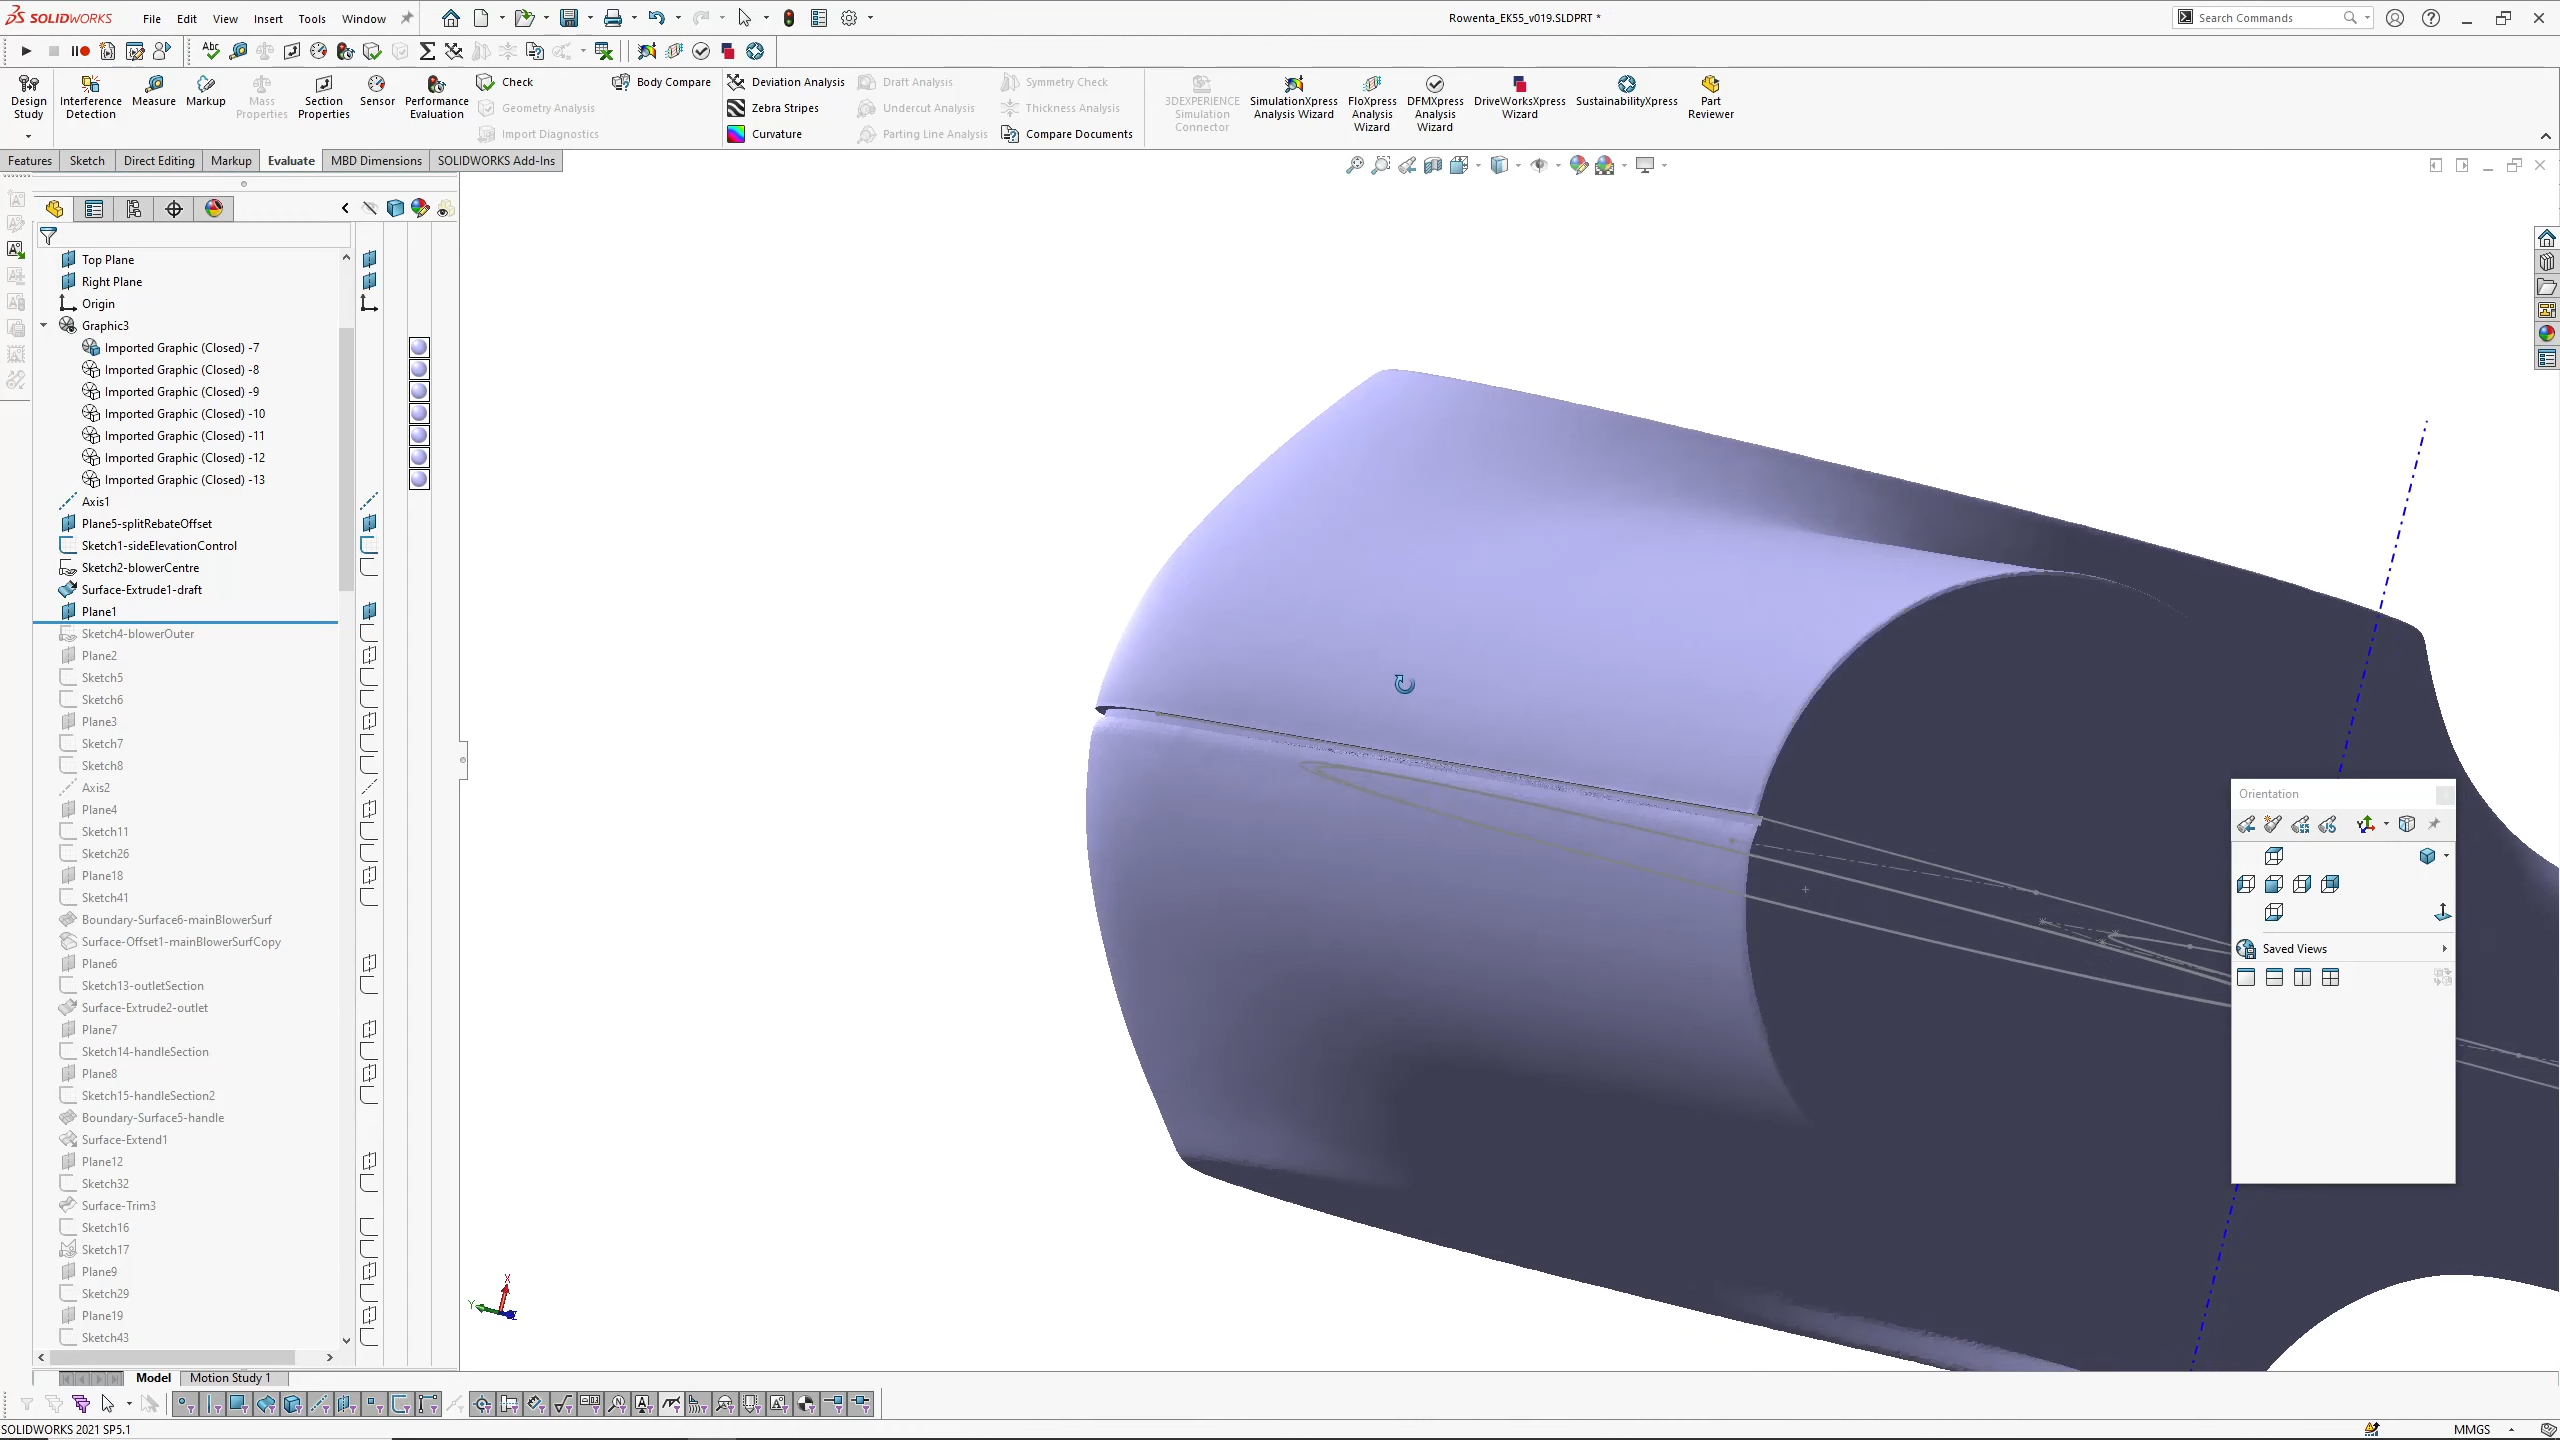 SOLIDWORKS File Edit View Insert Tools Window
Rowenta_EK55_v019.SLDPRT *
Search Commands
Design Study
Interference Detection
Measure
Markup
Mass Properties
Section Properties
Sensor
Performance Evaluation
Check
Geometry Analysis
Import Diagnostics
Body Compare
Deviation Analysis
Zebra Stripes
Curvature
Draft Analysis
Undercut Analysis
Parting Line Analysis
Symmetry Check
Thickness Analysis
Compare Documents
3DEXPERIENCE Simulation Connector
SimulationXpress Analysis Wizard
FloXpress Analysis Wizard
DFMXpress Analysis Wizard
DriveWorksXpress Wizard
SustainabilityXpress
Part Reviewer
Features Sketch Direct Editing Markup Evaluate MBD Dimensions SOLIDWORKS Add-Ins
Top Plane
Right Plane
Origin
Graphic3
Imported Graphic (Closed) -7
Imported Graphic (Closed) -8
Imported Graphic (Closed) -9
Imported Graphic (Closed) -10
Imported Graphic (Closed) -11
Imported Graphic (Closed) -12
Imported Graphic (Closed) -13
Axis1
Plane5-splitRebateOffset
Sketch1-sideElevationControl
Sketch2-blowerCentre
Surface-Extrude1-draft
Plane1
Sketch4-blowerOuter
Plane2
Sketch5
Sketch6
Plane3
Sketch7
Sketch8
Axis2
Plane4
Sketch11
Sketch26
Plane18
Sketch41
Boundary-Surface6-mainBlowerSurf
Surface-Offset1-mainBlowerSurfCopy
Plane6
Sketch13-outletSection
Surface-Extrude2-outlet
Plane7
Sketch14-handleSection
Plane8
Sketch15-handleSection2
Boundary-Surface5-handle
Surface-Extend1
Plane12
Sketch32
Surface-Trim3
Sketch16
Sketch17
Plane9
Sketch29
Plane19
Sketch43
Orientation
Saved Views
X
Y
Z
Model Motion Study 1
SOLIDWORKS 2021 SP5.1
MMGS